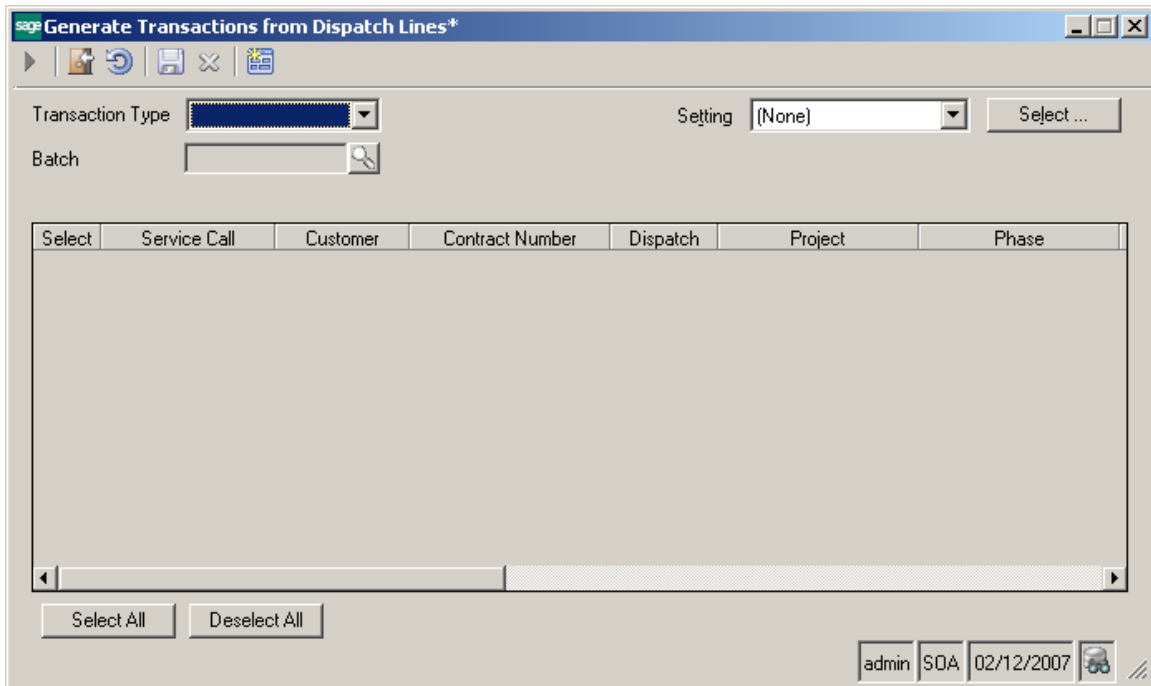 sage Generate Transactions from Dispatch Lines*
Transaction Type Setting (None) Select ...
Batch
Select Service Call Customer Contract Number Dispatch Project Phase
Select All Deselect All
admin SOA 02/12/2007